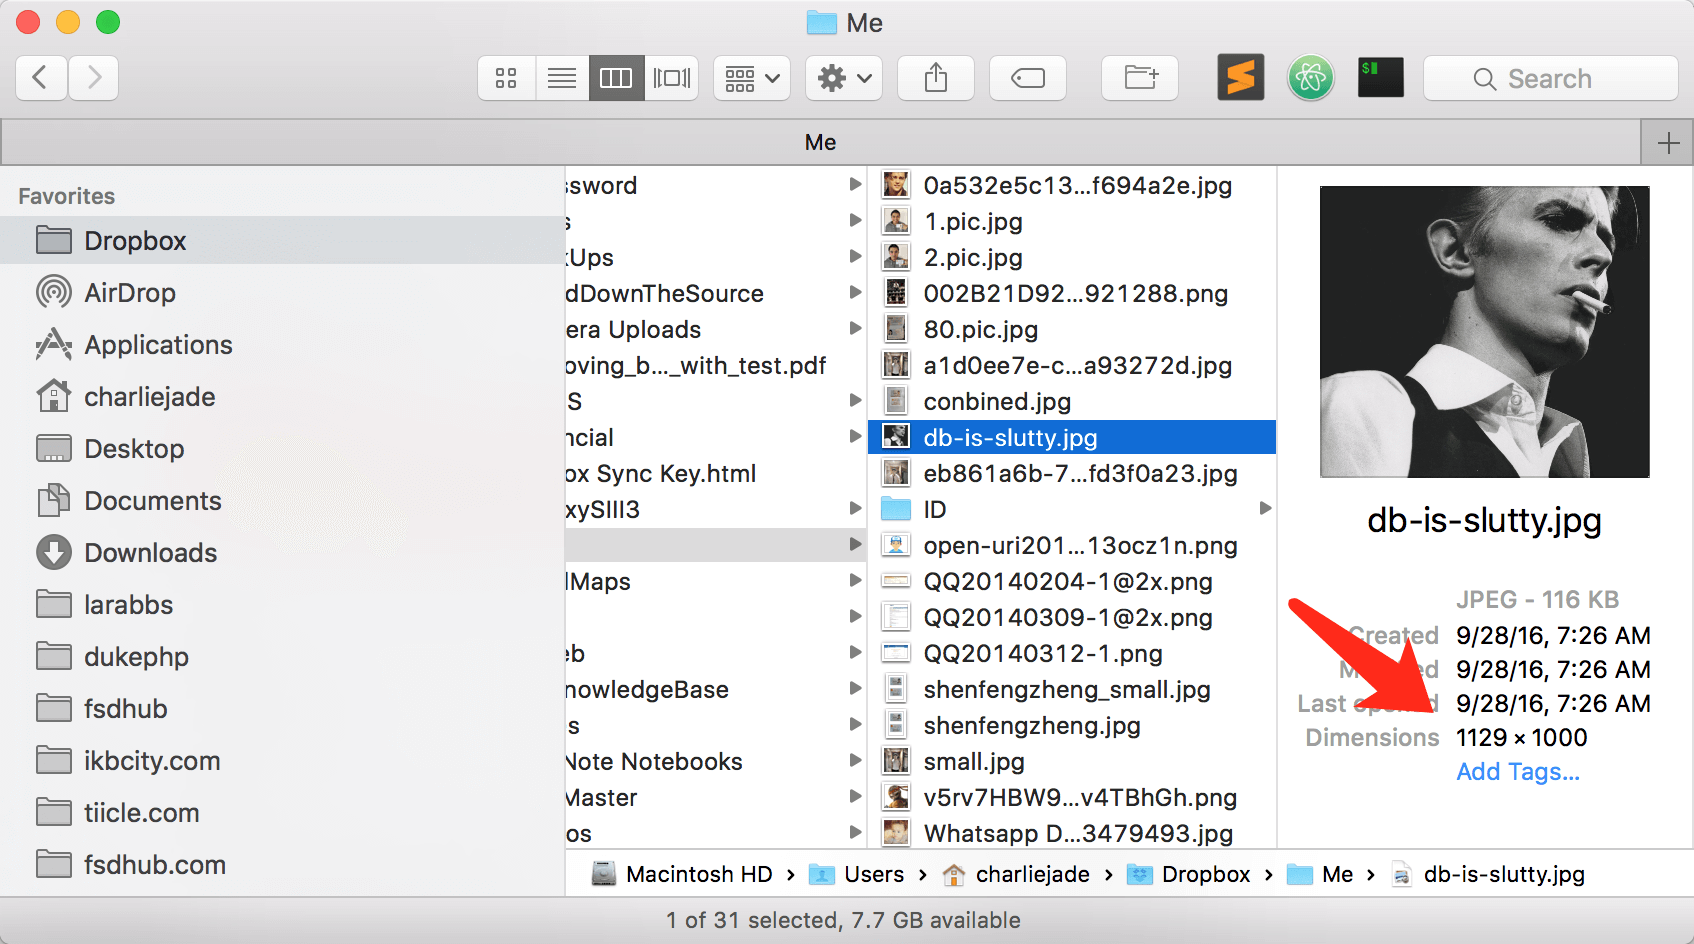 Me
$
Search
Me
Favorites
Dropbox
AirDrop
Applications
charliejade
Desktop
Documents
Downloads
larabbs
dukephp
fsdhub
ikbcity.com
tiicle.com
fsdhub.com
ssword
s
kUps
dDownTheSource
era Uploads
oving_b..._with_test.pdf
S
ncial
ox Sync Key.html
xySIII3
lMaps
eb
nowledgeBase
s
Note Notebooks
Master
os
0a532e5c13...f694a2e.jpg
1.pic.jpg
2.pic.jpg
002B21D92...921288.png
80.pic.jpg
a1d0ee7e-c...a93272d.jpg
conbined.jpg
db-is-slutty.jpg
eb861a6b-7...fd3f0a23.jpg
ID
open-uri201...13ocz1n.png
QQ20140204-1@2x.png
QQ20140309-1@2x.png
QQ20140312-1.png
shenfengzheng_small.jpg
shenfengzheng.jpg
small.jpg
v5rv7HBW9...v4TBhGh.png
Whatsapp D...3479493.jpg
db-is-slutty.jpg
JPEG - 116 KB
Created 9/28/16, 7:26 AM
9/28/16, 7:26 AM
Last opened 9/28/16, 7:26 AM
Dimensions 1129 × 1000
Add Tags...
Macintosh HD › Users › charliejade › Dropbox › Me › db-is-slutty.jpg
1 of 31 selected, 7.7 GB available